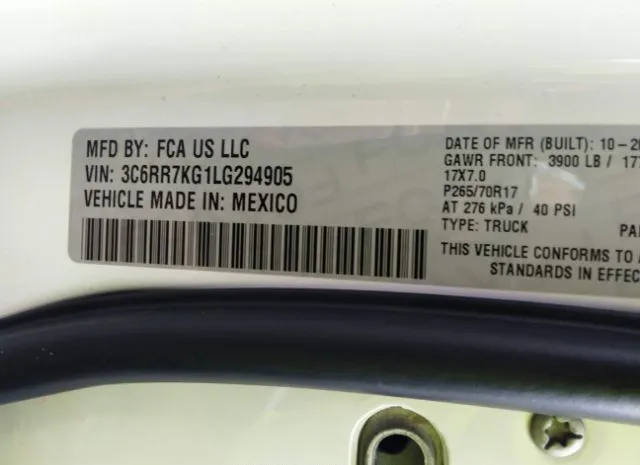 MFD BY: FCA US LLC
VIN: 3C6RR7KG1LG294905
VEHICLE MADE IN: MEXICO
DATE OF MFR (BUILT): 10-20
GAWR FRONT: 3900 LB / 177
17X7.0
P265/70R17
AT 276 kPa / 40 PSI
TYPE: TRUCK
THIS VEHICLE CONFORMS TO
STANDARDS IN EFFEC